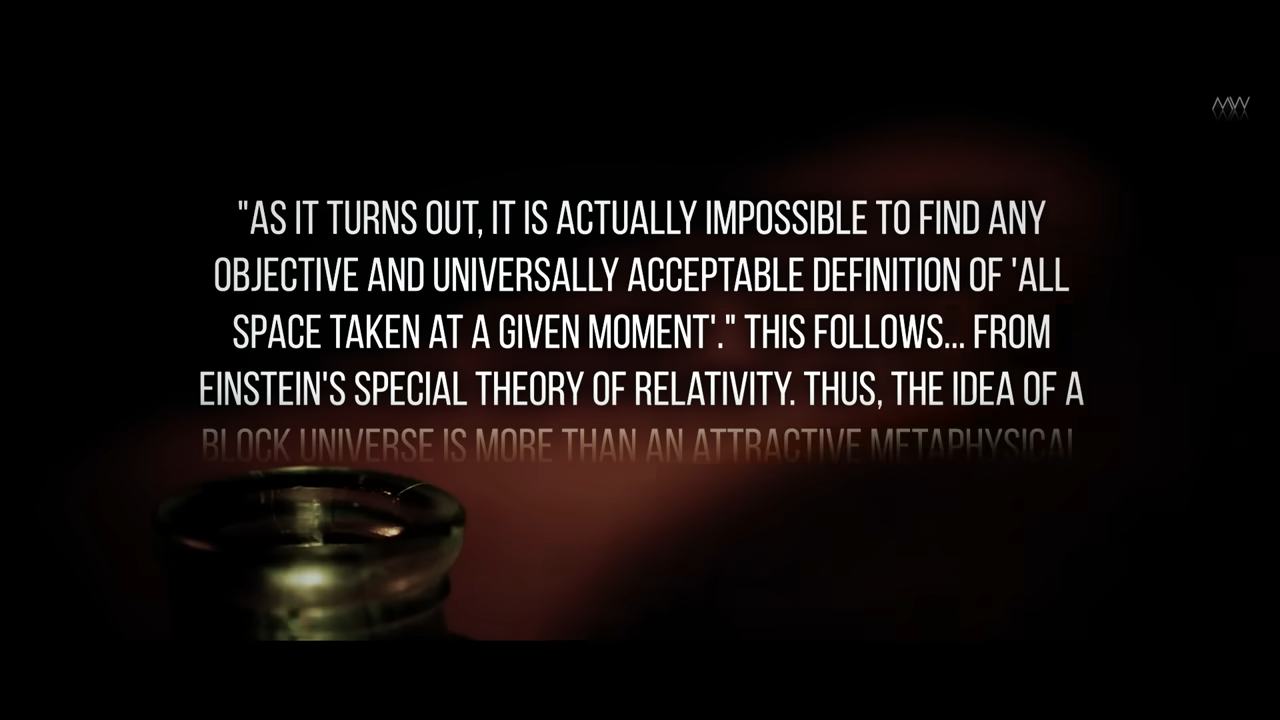 "AS IT TURNS OUT, IT IS ACTUALLY IMPOSSIBLE TO FIND ANY
OBJECTIVE AND UNIVERSALLY ACCEPTABLE DEFINITION OF 'ALL
SPACE TAKEN AT A GIVEN MOMENT'." THIS FOLLOWS... FROM
EINSTEIN'S SPECIAL THEORY OF RELATIVITY. THUS, THE IDEA OF A
BLOCK UNIVERSE IS MORE THAN AN ATTRACTIVE METAPHYSICAL
MW